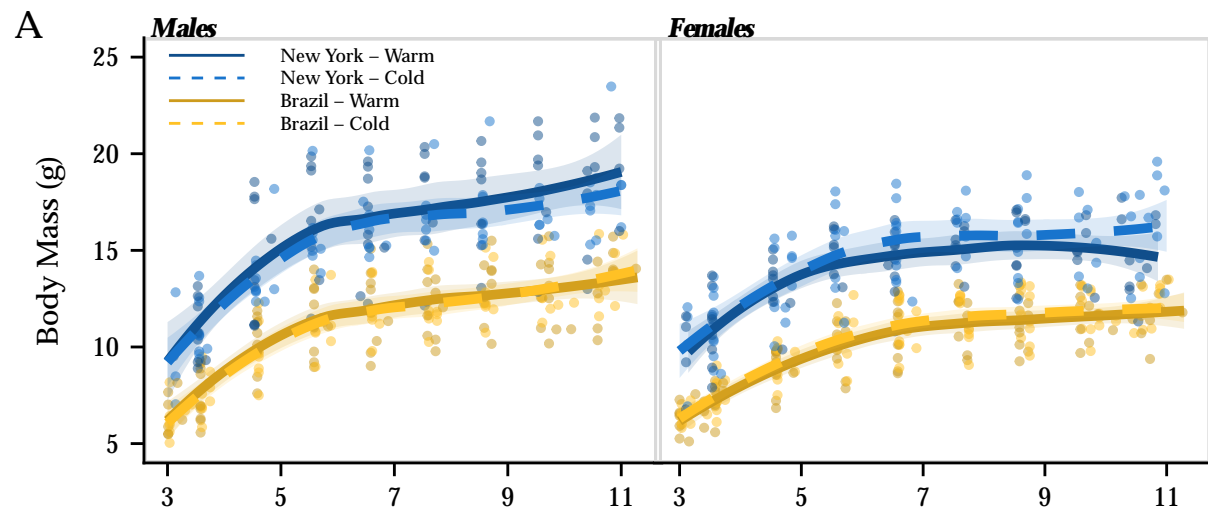 A
Males
Females
New York – Warm
New York – Cold
Brazil – Warm
Brazil – Cold
Body Mass (g)
25
20
15
10
5
3 5 7 9 11
3 5 7 9 11